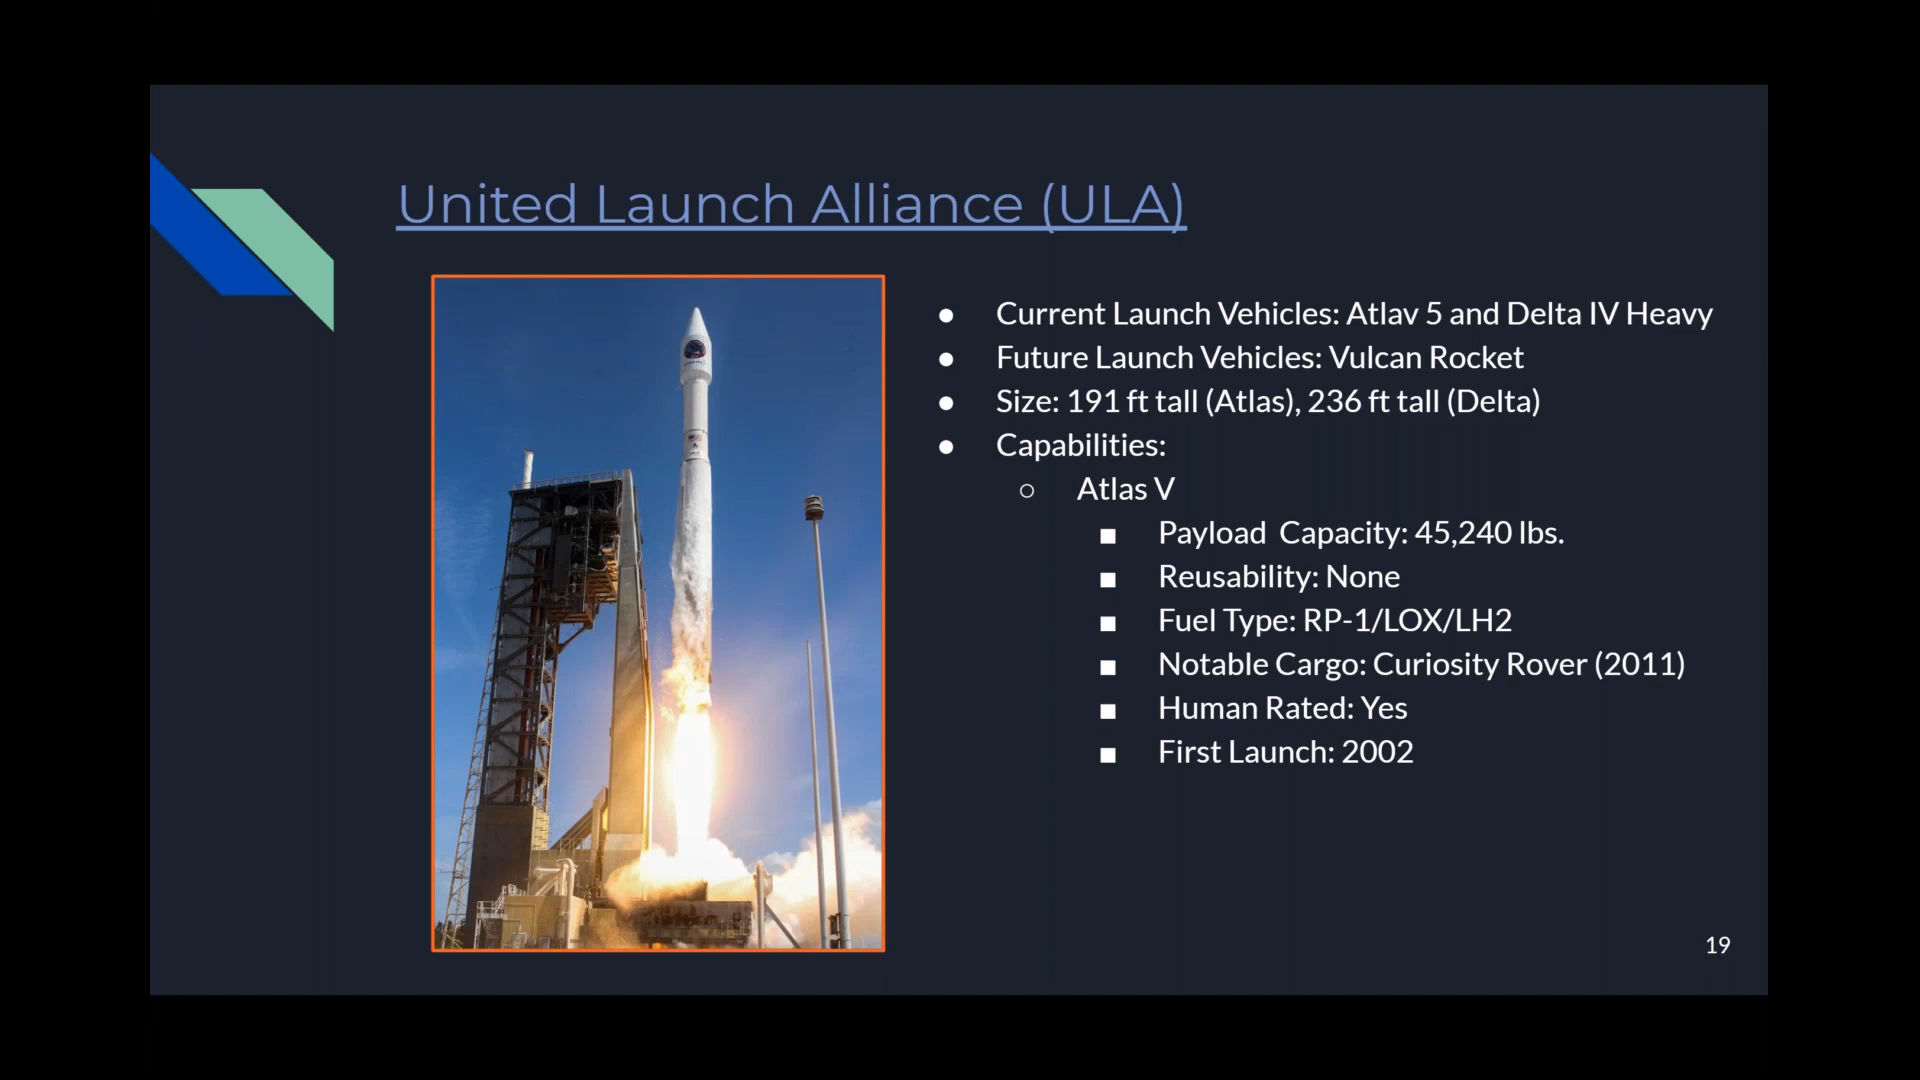 United Launch Alliance (ULA)
● Current Launch Vehicles: Atlav 5 and Delta IV Heavy
● Future Launch Vehicles: Vulcan Rocket
● Size: 191 ft tall (Atlas), 236 ft tall (Delta)
● Capabilities:
○ Atlas V
■ Payload  Capacity: 45,240 lbs.
■ Reusability: None
■ Fuel Type: RP-1/LOX/LH2
■ Notable Cargo: Curiosity Rover (2011)
■ Human Rated: Yes
■ First Launch: 2002
19